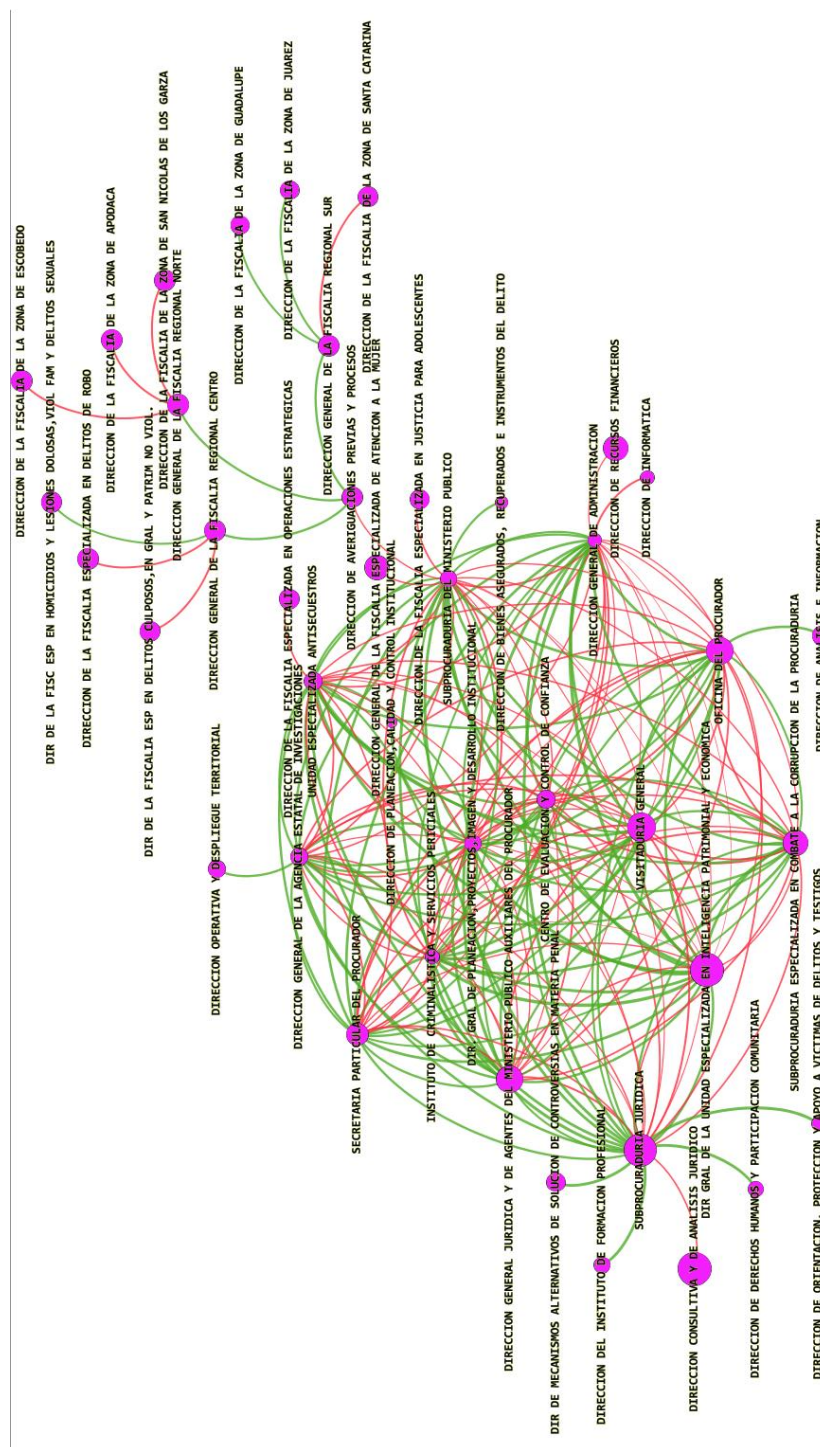 DIRECCION DE LA FISCALIA DE LA ZONA DE ESCOBEDO
DIR DE LA FISC ESP EN HOMICIDIOS Y LESIONES DOLOSAS,VIOL FAM Y DELITOS SEXUALES
DIRECCION DE LA FISCALIA ESPECIALIZADA EN DELITOS DE ROBO
DIRECCION DE LA FISCALIA DE LA ZONA DE APODACA
DIR DE LA FISCALIA ESP EN DELITOS CULPOSOS,EN GRAL Y PATRIM NO VIOL.
DIRECCION DE LA FISCALIA DE LA ZONA DE SAN NICOLAS DE LOS GARZA
DIRECCION GENERAL DE LA FISCALIA REGIONAL NORTE
DIRECCION GENERAL DE LA FISCALIA REGIONAL CENTRO
DIRECCION OPERATIVA Y DESPLIEGUE TERRITORIAL
DIRECCION DE LA FISCALIA DE LA ZONA DE GUADALUPE
DIRECCION DE LA FISCALIA DE LA ZONA DE JUAREZ
DIRECCION DE LA FISCALIA ESPECIALIZADA EN OPERACIONES ESTRATEGICAS
DIRECCION GENERAL DE LA AGENCIA ESTATAL DE INVESTIGACIONES
UNIDAD ESPECIALIZADA ANTISECUESTROS
DIRECCION GENERAL DE LA FISCALIA REGIONAL SUR
DIRECCION DE AVERIGUACIONES PREVIAS Y PROCESOS
SECRETARIA PARTICULAR DEL PROCURADOR
DIRECCION DE LA FISCALIA DE LA ZONA DE SANTA CATARINA
DIRECCION GENERAL DE LA FISCALIA ESPECIALIZADA DE ATENCION A LA MUJER
DIRECCION DE PLANEACION,CALIDAD Y CONTROL INSTITUCIONAL
DIRECCION DE LA FISCALIA ESPECIALIZADA EN JUSTICIA PARA ADOLESCENTES
INSTITUTO DE CRIMINALISTICA Y SERVICIOS PERICIALES
SUBPROCURADURIA DEL MINISTERIO PUBLICO
DIR. GRAL DE PLANEACION,PROYECTOS,IMAGEN Y DESARROLLO INSTITUCIONAL
DIRECCION DE BIENES ASEGURADOS, RECUPERADOS E INSTRUMENTOS DEL DELITO
DIRECCION GENERAL JURIDICA Y DE AGENTES DEL MINISTERIO PUBLICO AUXILIARES DEL PROCURADOR
CENTRO DE EVALUACION Y CONTROL DE CONFIANZA
DIR DE MECANISMOS ALTERNATIVOS DE SOLUCION DE CONTROVERSIAS EN MATERIA PENAL
DIRECCION GENERAL DE ADMINISTRACION
DIRECCION DEL INSTITUTO DE FORMACION PROFESIONAL
DIRECCION DE RECURSOS FINANCIEROS
DIRECCION DE INFORMATICA
VISITADURIA GENERAL
SUBPROCURADURIA JURIDICA
DIRECCION CONSULTIVA Y DE ANALISIS JURIDICO
DIR GRAL DE LA UNIDAD ESPECIALIZADA EN INTELIGENCIA PATRIMONIAL Y ECONOMICA
OFICINA DEL PROCURADOR
DIRECCION DE DERECHOS HUMANOS Y PARTICIPACION COMUNITARIA
SUBPROCURADURIA ESPECIALIZADA EN COMBATE A LA CORRUPCION DE LA PROCURADURIA
DIRECCION DE ANALISIS E INFORMACION
DIRECCION DE ORIENTACION, PROTECCION Y APOYO A VICTIMAS DE DELITOS Y TESTIGOS